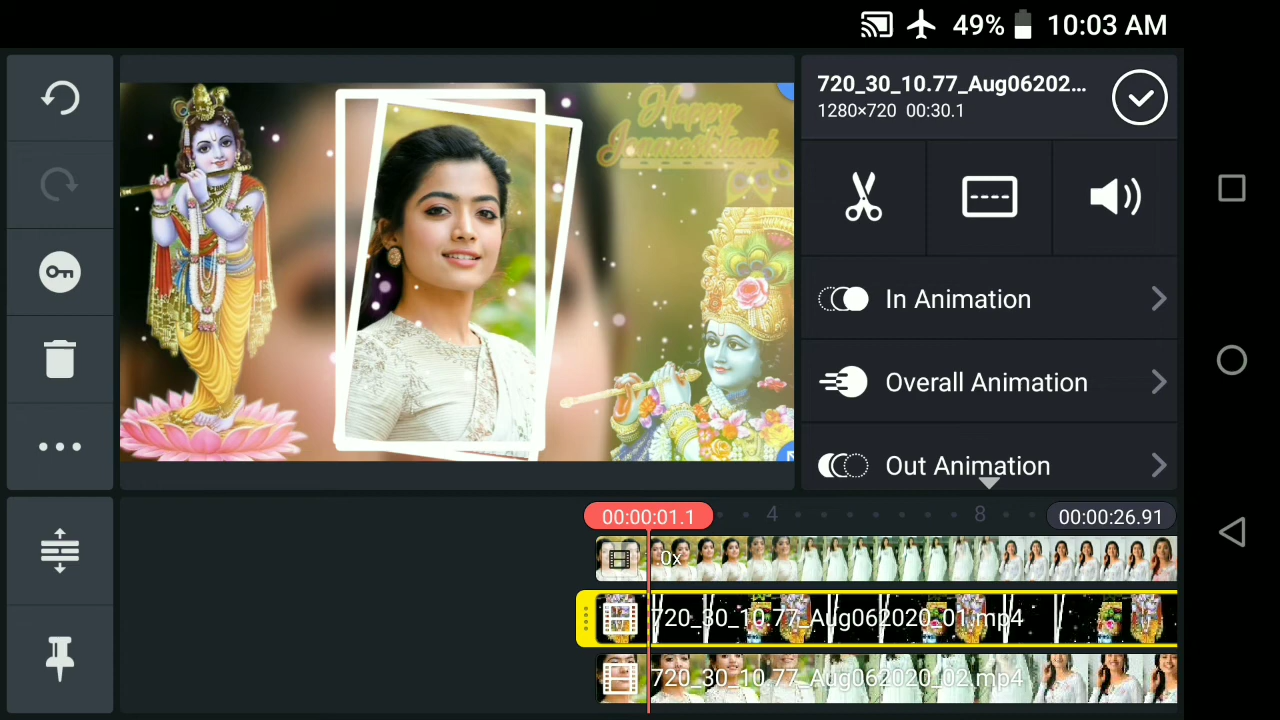 49% 10:03 AM
720_30_10.77_Aug06202...
1280×720 00:30.1
Happy
Janmashtami
In Animation
Overall Animation
Out Animation
00:00:01.1
4
8
00:00:26.91
.0x
720_30_10.77_Aug062020_01.mp4
720_30_10.77_Aug062020_02.mp4